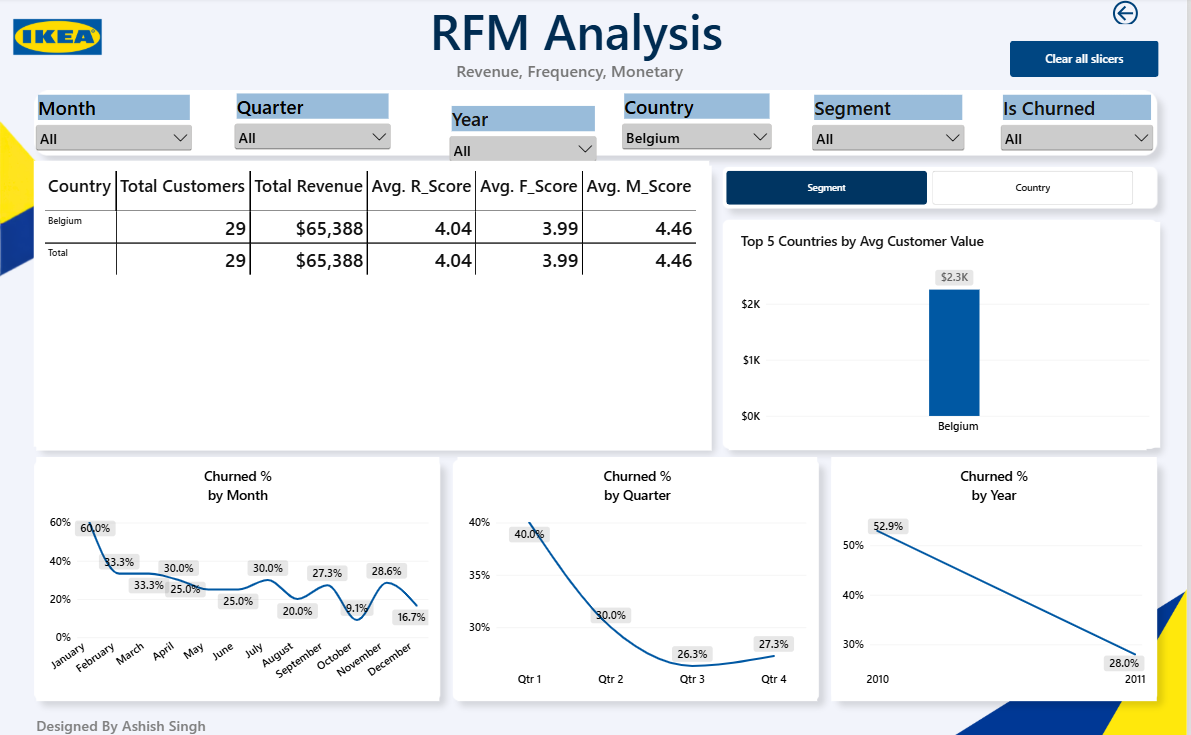 IKEA
RFM Analysis
Revenue, Frequency, Monetary
Clear all slicers
Month
All
Quarter
All
Year
All
Country
Belgium
Segment
All
Is Churned
All
Country Total Customers Total Revenue Avg. R_Score Avg. F_Score Avg. M_Score
Belgium 29 $65,388 4.04 3.99 4.46
Total 29 $65,388 4.04 3.99 4.46
Segment Country
Top 5 Countries by Avg Customer Value
$2.3K
$2K
$1K
$0K
Belgium
Churned %
by Month
60%
40%
20%
0%
60.0%
33.3%
33.3%
30.0%
25.0%
25.0%
30.0%
20.0%
27.3%
9.1%
28.6%
16.7%
January February March April May June July August September October November December
Churned %
by Quarter
40%
35%
30%
40.0%
30.0%
26.3%
27.3%
Qtr 1 Qtr 2 Qtr 3 Qtr 4
Churned %
by Year
50%
40%
30%
52.9%
28.0%
2010 2011
Designed By Ashish Singh